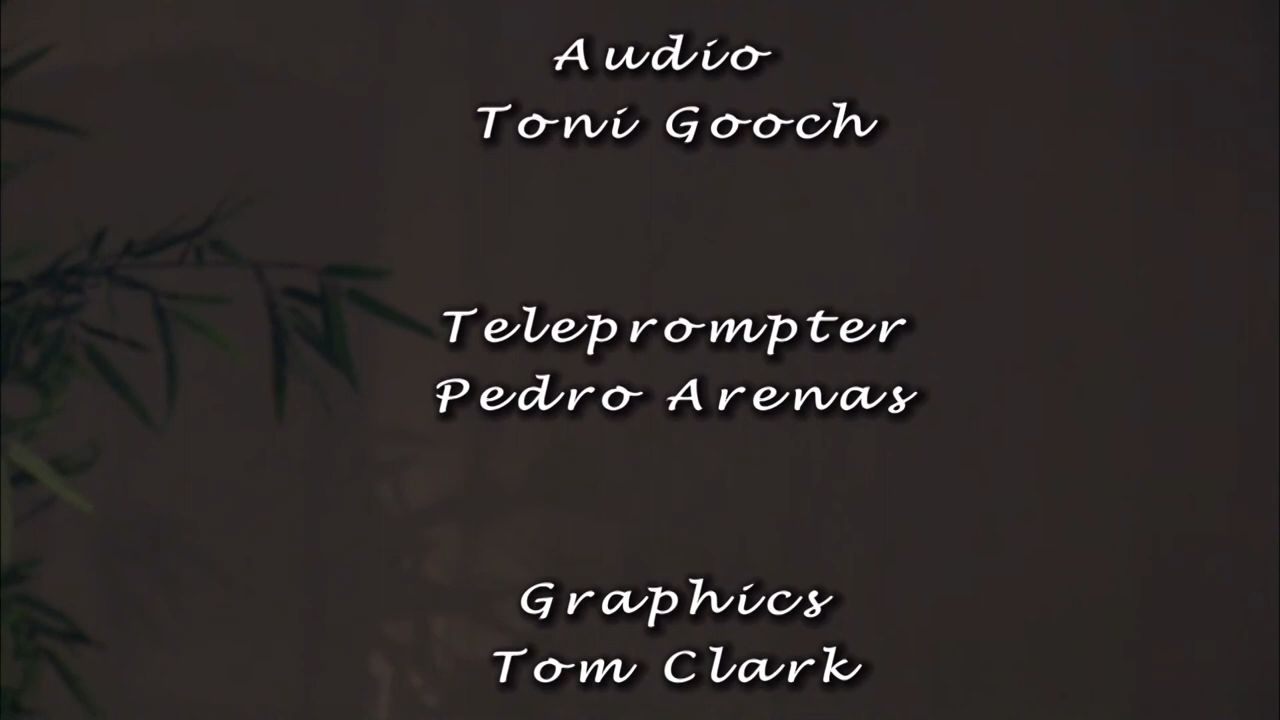 Audio
Toni Gooch
Teleprompter
Pedro Arenas
Graphics
Tom Clark